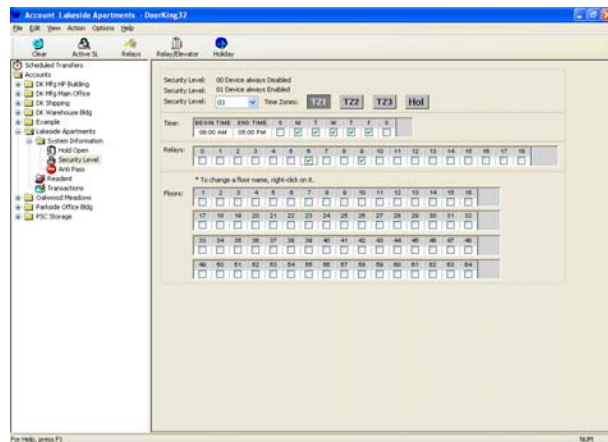 Account Lakeside Apartments - DoorKing32
File Edit View Action Options Help
Clear Active SL Relays Relay/Elevator Holiday
Scheduled Transfers
Accounts
DK Mfg HP Building
DK Mfg Main Office
DK Shipping
DK Warehouse Bldg
Example
Lakeside Apartments
System Information
Hold Open
Security Level
Anti Pass
Resident
Transactions
Oakwood Meadows
Parkside Office Bldg
PSC Storage
Security Level: 00 Device always Disabled
Security Level: 01 Device always Enabled
Security Level: 03 Time Zones: TZ1 TZ2 TZ3 Hol
Time: BEGIN TIME END TIME S M T W T F S
08:00 AM 05:00 PM
Relays: 0 1 2 3 4 5 6 7 8 9 10 11 12 13 14 15 16 17 18
* To change a floor name, right-click on it.
Floors: 1 2 3 4 5 6 7 8 9 10 11 12 13 14 15 16
17 18 19 20 21 22 23 24 25 26 27 28 29 30 31 32
33 34 35 36 37 38 39 40 41 42 43 44 45 46 47 48
49 50 51 52 53 54 55 56 57 58 59 60 61 62 63 64
For Help, press F1
NUM